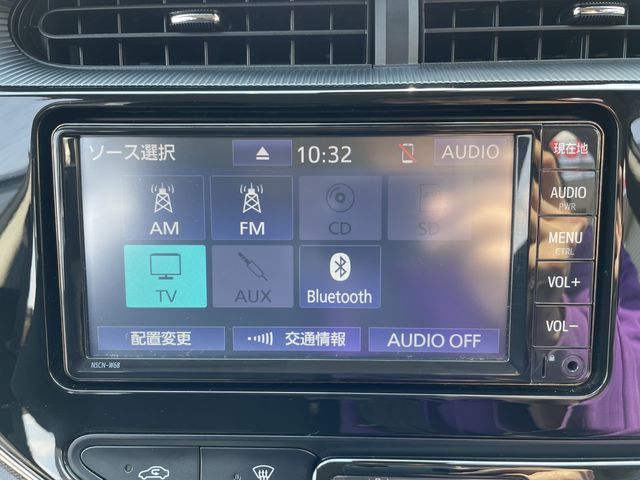 ソース選択 10:32 AUDIO
AM FM CD SD
TV AUX Bluetooth
配置変更 交通情報 AUDIO OFF
NSCN-W68
現在地
AUDIO
PWR
MENU
CTRL
VOL+
VOL−